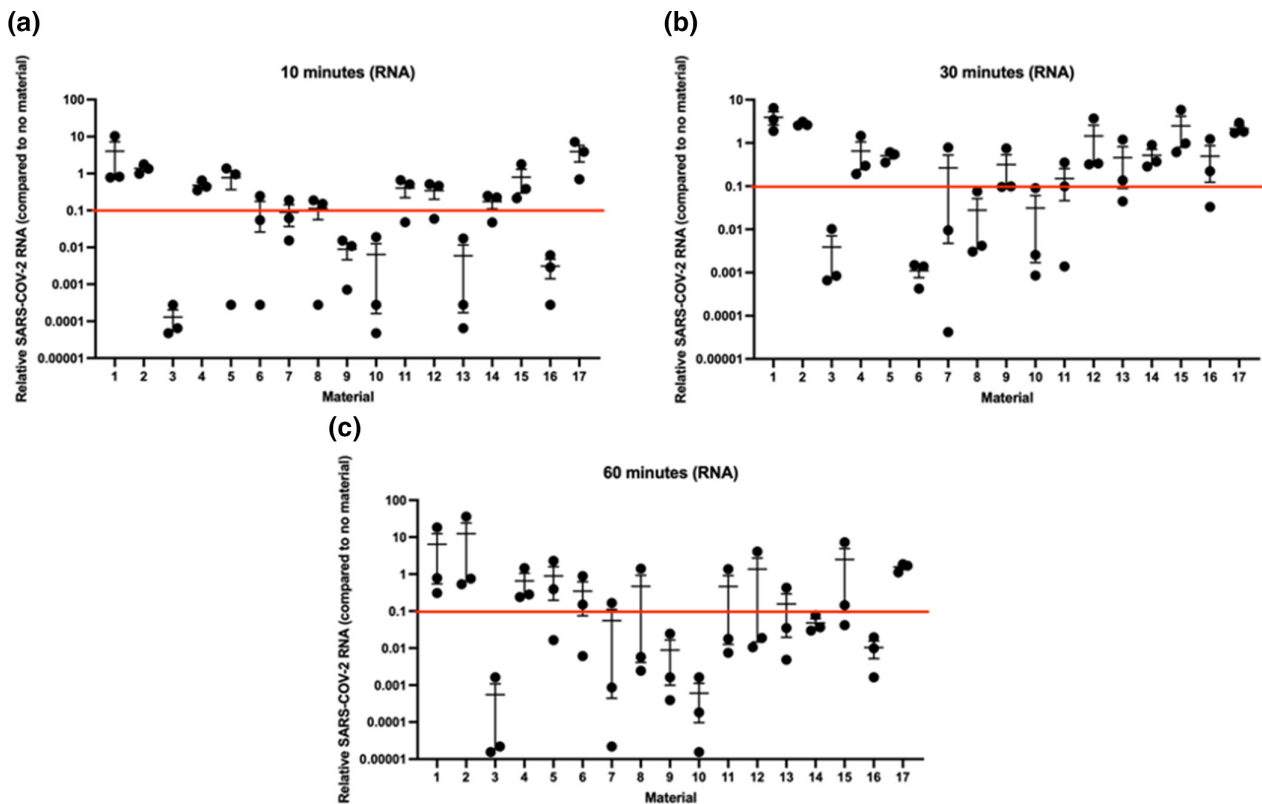 (a)
10 minutes (RNA)
Relative SARS-COV-2 RNA (compared to no material)
100
10
1
0.1
0.01
0.001
0.0001
0.00001
1 2 3 4 5 6 7 8 9 10 11 12 13 14 15 16 17
Material
(b)
30 minutes (RNA)
Relative SARS-COV-2 RNA (compared to no material)
10
1
0.1
0.01
0.001
0.0001
0.00001
1 2 3 4 5 6 7 8 9 10 11 12 13 14 15 16 17
Material
(c)
60 minutes (RNA)
Relative SARS-COV-2 RNA (compared to no material)
100
10
1
0.1
0.01
0.001
0.0001
0.00001
1 2 3 4 5 6 7 8 9 10 11 12 13 14 15 16 17
Material